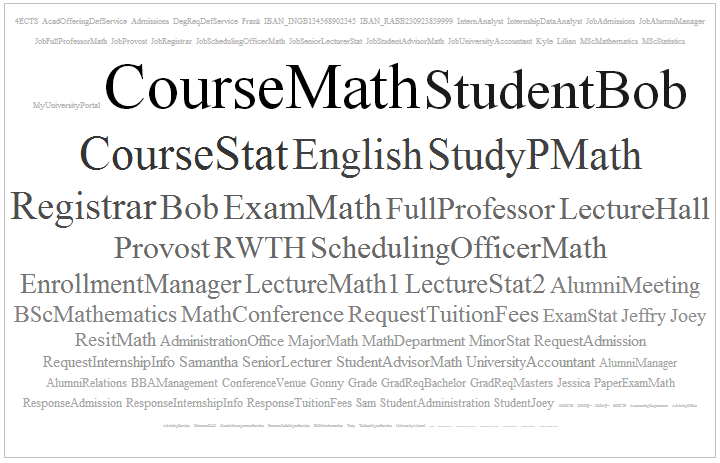 4ECTS AcadOfferingDefService Admissions DegReqDefService Frank IBAN_INGB134568902345 IBAN_RABB230923839999 InternAnalyst InternshipDataAnalyst JobAdmissions JobAlumniManager
JobFullProfessorMath JobProvost JobRegistrar JobSchedulingOfficerMath JobSeniorLecturerStat JobStudentAdvisorMath JobUniversityAccountant Kyle Lilian MScMathematics MScStatistics
MyUniversityPortal CourseMath StudentBob
CourseStat English StudyPMath
Registrar Bob ExamMath FullProfessor LectureHall
Provost RWTH SchedulingOfficerMath
EnrollmentManager LectureMath1 LectureStat2 AlumniMeeting
BScMathematics MathConference RequestTuitionFees ExamStat Jeffry Joey
ResitMath AdministrationOffice MajorMath MathDepartment MinorStat RequestAdmission
RequestInternshipInfo Samantha SeniorLecturer StudentAdvisorMath UniversityAccountant AlumniManager
AlumniRelations BBAManagement ConferenceVenue Gonny Grade GradReqBachelor GradReqMasters Jessica PaperExamMath
ResponseAdmission ResponseInternshipInfo ResponseTuitionFees Sam StudentAdministration StudentJoey